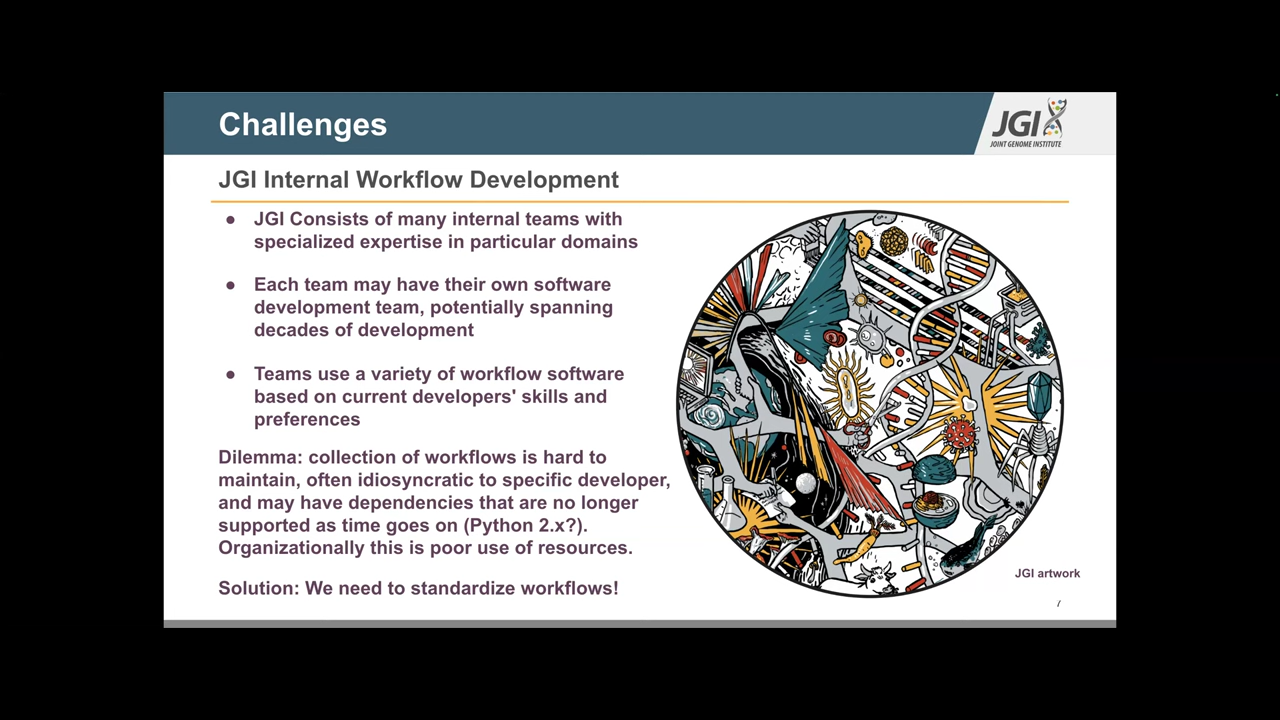 Challenges
JGI
JOINT GENOME INSTITUTE
JGI Internal Workflow Development
● JGI Consists of many internal teams with
specialized expertise in particular domains
● Each team may have their own software
development team, potentially spanning
decades of development
● Teams use a variety of workflow software
based on current developers' skills and
preferences
Dilemma: collection of workflows is hard to
maintain, often idiosyncratic to specific developer,
and may have dependencies that are no longer
supported as time goes on (Python 2.x?).
Organizationally this is poor use of resources.
Solution: We need to standardize workflows!
JGI artwork
7